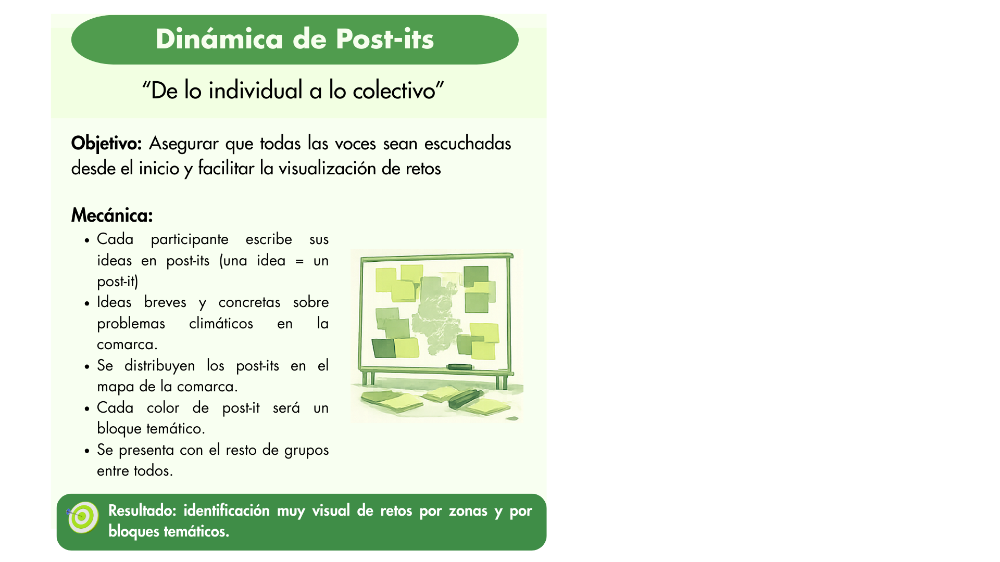 Dinámica de Post-its
“De lo individual a lo colectivo”
Objetivo: Asegurar que todas las voces sean escuchadas
desde el inicio y facilitar la visualización de retos
Mecánica:
• Cada participante escribe sus
ideas en post-its (una idea = un
post-it)
• Ideas breves y concretas sobre
problemas climáticos en la
comarca.
• Se distribuyen los post-its en el
mapa de la comarca.
• Cada color de post-it será un
bloque temático.
• Se presenta con el resto de grupos
entre todos.
Resultado: identificación muy visual de retos por zonas y por
bloques temáticos.